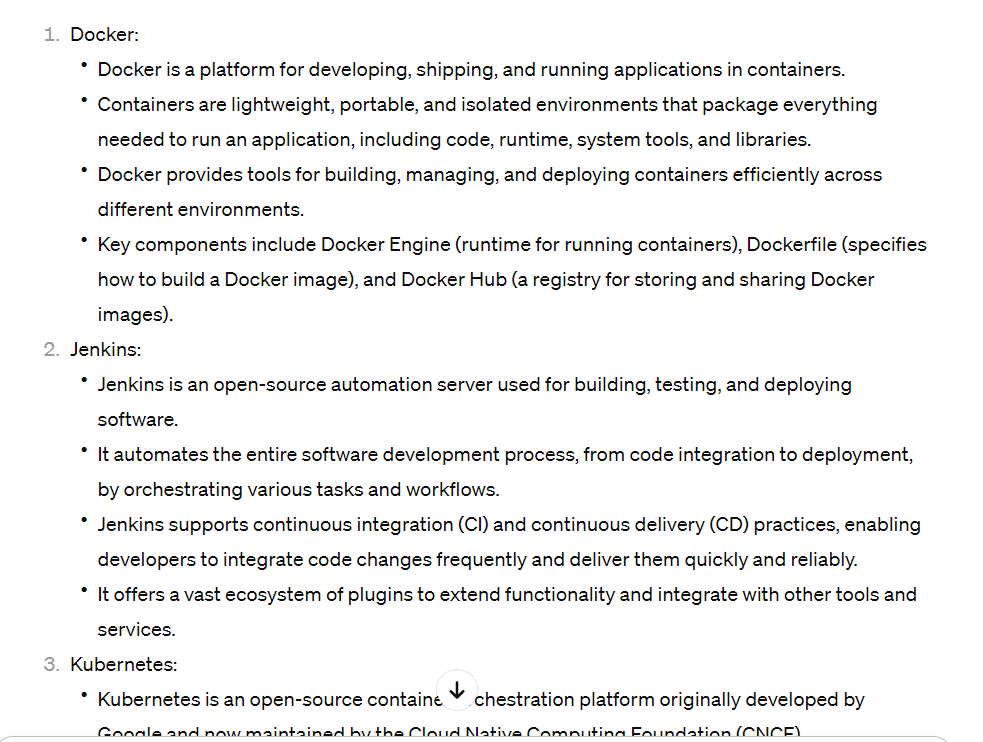 1. Docker:
• Docker is a platform for developing, shipping, and running applications in containers.
• Containers are lightweight, portable, and isolated environments that package everything
needed to run an application, including code, runtime, system tools, and libraries.
• Docker provides tools for building, managing, and deploying containers efficiently across
different environments.
• Key components include Docker Engine (runtime for running containers), Dockerfile (specifies
how to build a Docker image), and Docker Hub (a registry for storing and sharing Docker
images).
2. Jenkins:
• Jenkins is an open-source automation server used for building, testing, and deploying
software.
• It automates the entire software development process, from code integration to deployment,
by orchestrating various tasks and workflows.
• Jenkins supports continuous integration (CI) and continuous delivery (CD) practices, enabling
developers to integrate code changes frequently and deliver them quickly and reliably.
• It offers a vast ecosystem of plugins to extend functionality and integrate with other tools and
services.
3. Kubernetes:
• Kubernetes is an open-source containe chestration platform originally developed by
Google and now maintained by the Cloud Native Computing Foundation (CNCF)